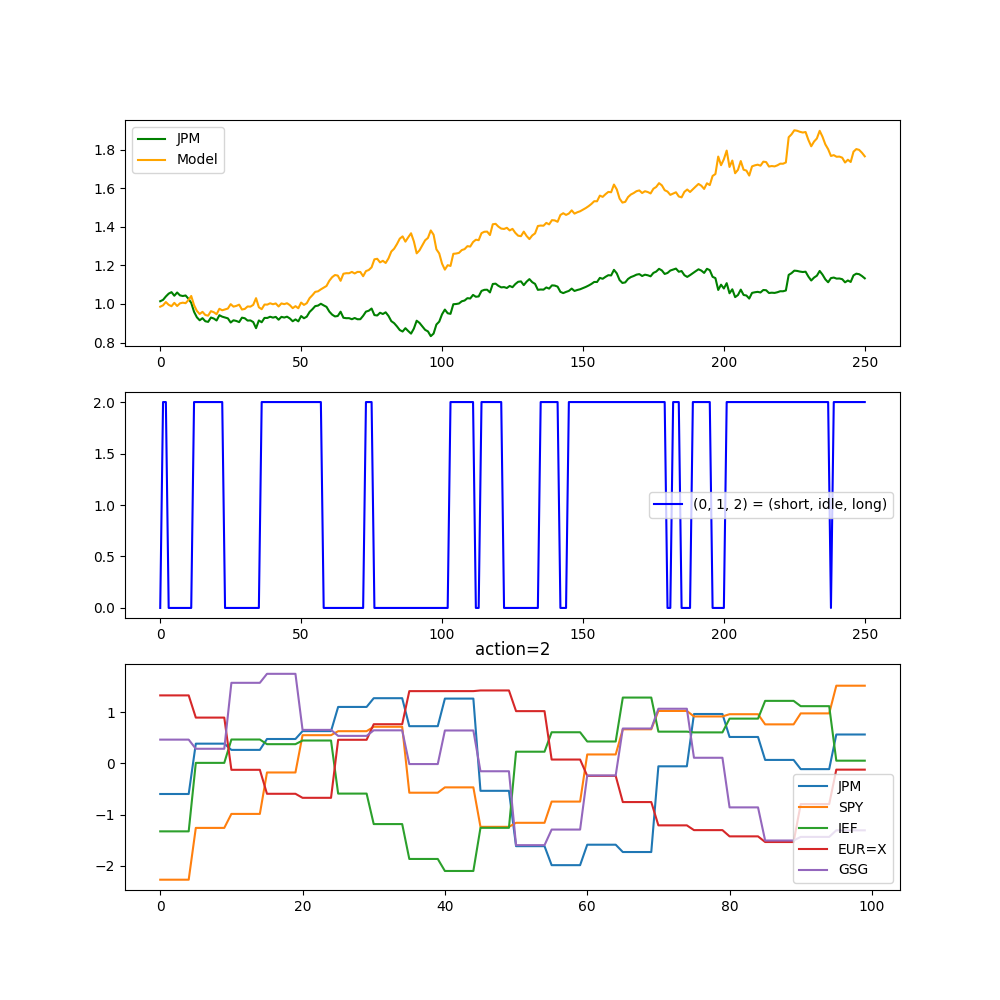 JPM
Model
1.8
1.6
1.4
1.2
1.0
0.8
0 50 100 150 200 250
2.0
1.5
1.0
0.5
0.0
(0, 1, 2) = (short, idle, long)
0 50 100 150 200 250
action=2
1
0
−1
−2
JPM
SPY
IEF
EUR=X
GSG
0 20 40 60 80 100